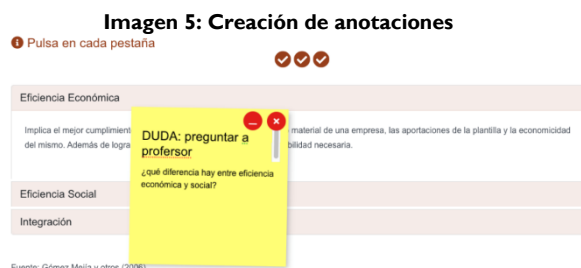 Imagen 5: Creación de anotaciones
Pulsa en cada pestaña
Eficiencia Económica
Implica el mejor cumplimient material de una empresa, las aportaciones de la plantilla y la economicidad
del mismo. Además de logra bilidad necesaria.
DUDA: preguntar a
profersor
¿qué diferencia hay entre eficiencia
económica y social?
Eficiencia Social
Integración
Fuente: Gómez Mejía y otros (2006)